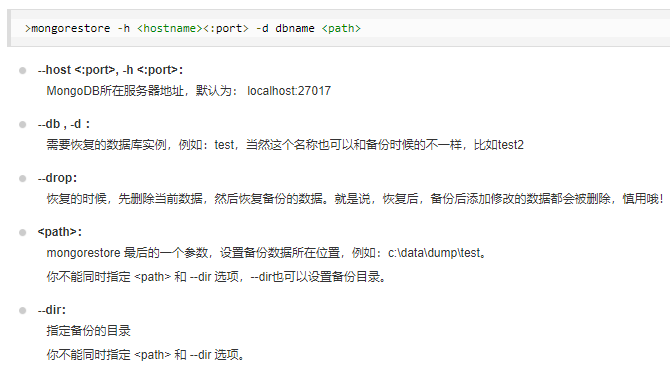 >mongorestore -h <hostname><:port> -d dbname <path>
--host <:port>, -h <:port>：
MongoDB所在服务器地址，默认为： localhost:27017
--db , -d ：
需要恢复的数据库实例，例如：test，当然这个名称也可以和备份时候的不一样，比如test2
--drop：
恢复的时候，先删除当前数据，然后恢复备份的数据。就是说，恢复后，备份后添加修改的数据都会被删除，慎用哦！
<path>：
mongorestore 最后的一个参数，设置备份数据所在位置，例如：c:\data\dump\test。
你不能同时指定 <path> 和 --dir 选项，--dir也可以设置备份目录。
--dir：
指定备份的目录
你不能同时指定 <path> 和 --dir 选项。